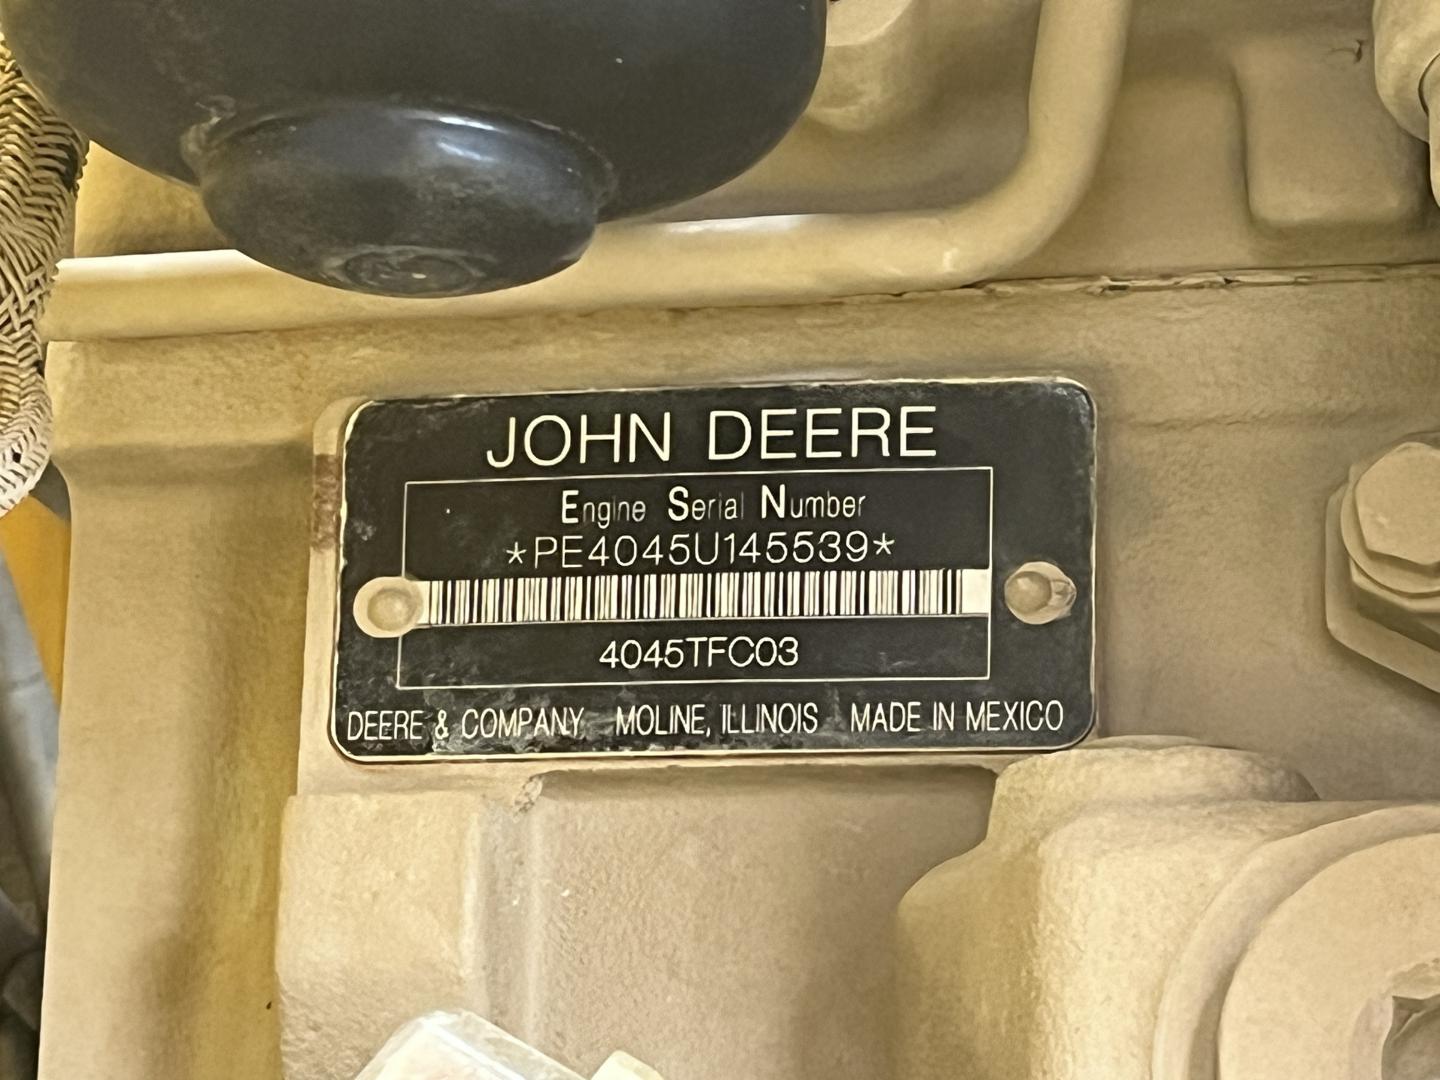 JOHN DEERE
Engine Serial Number
*PE4045U145539*
4045TFC03
DEERE & COMPANY MOLINE, ILLINOIS MADE IN MEXICO